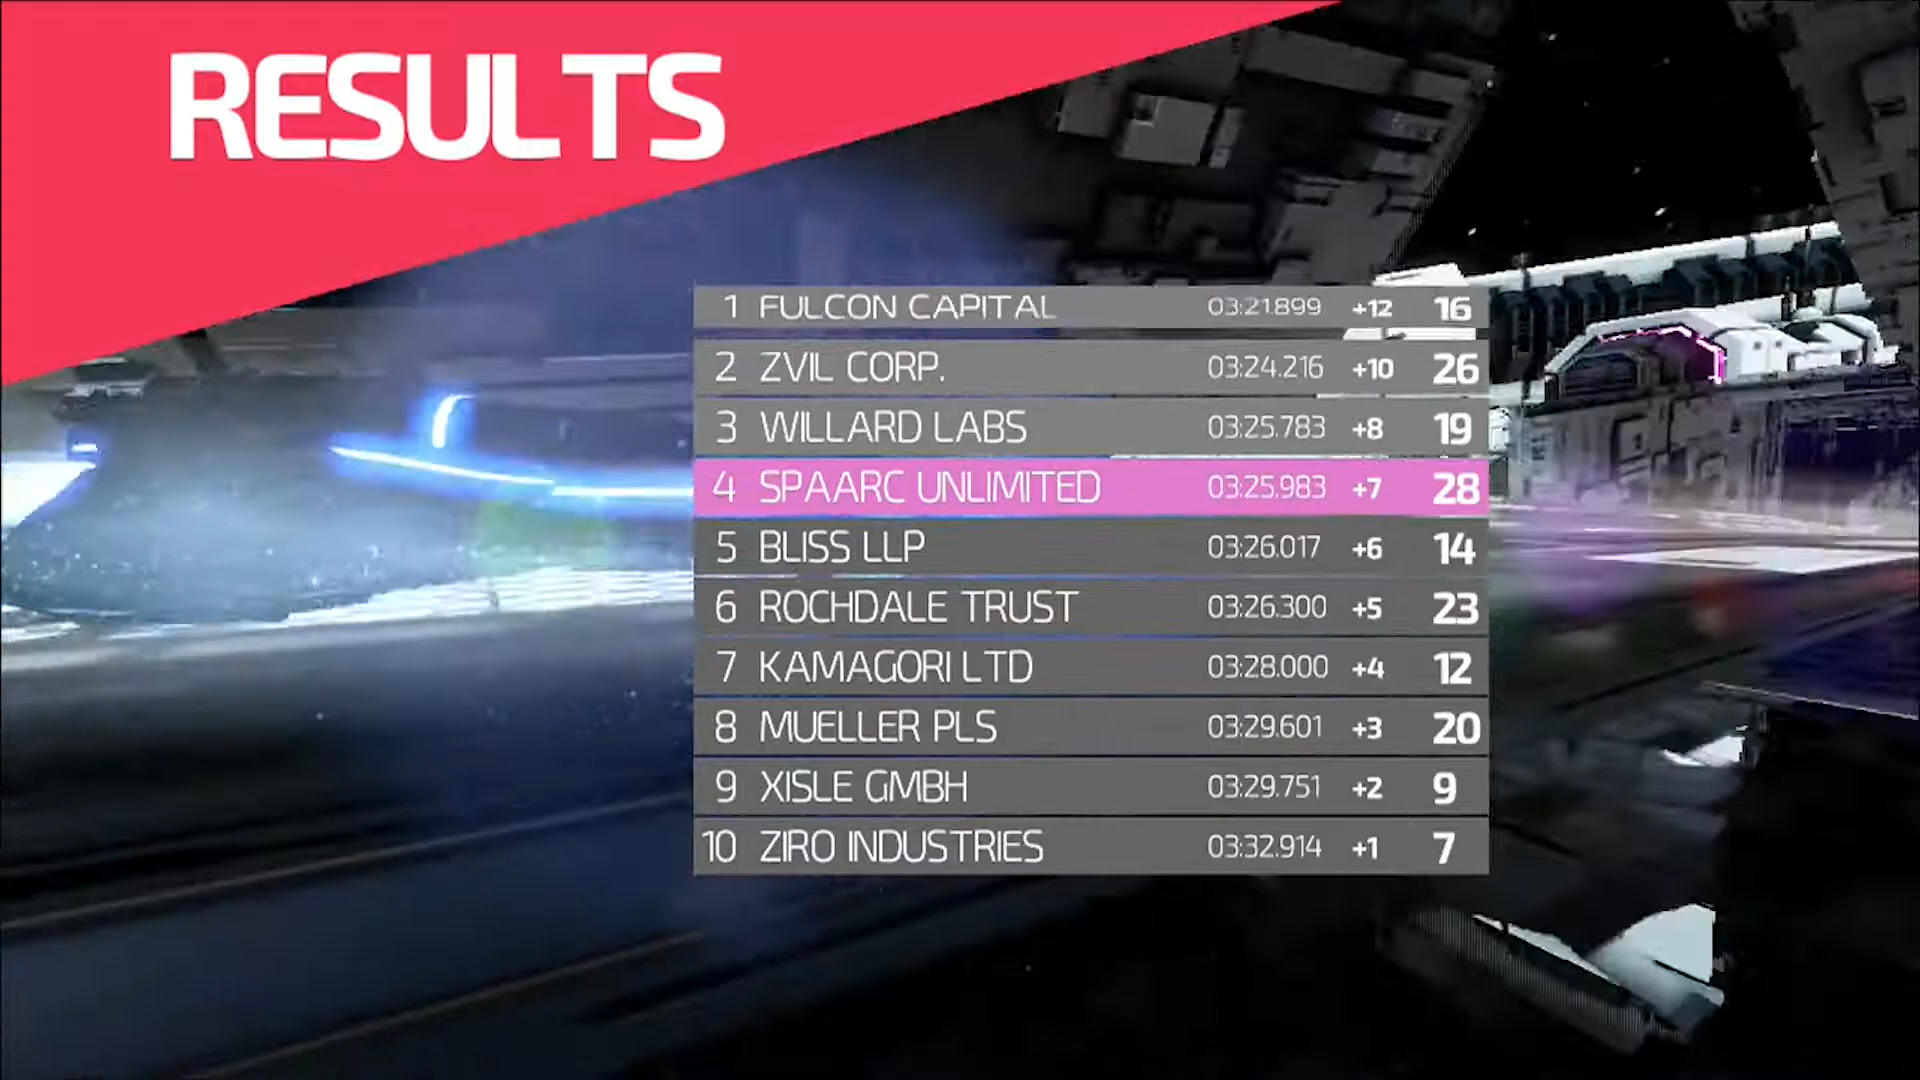 RESULTS
1 FULCON CAPITAL 03:21.899 +12 16
2 ZVIL CORP. 03:24.216 +10 26
3 WILLARD LABS 03:25.783 +8 19
4 SPAARC UNLIMITED 03:25.983 +7 28
5 BLISS LLP 03:26.017 +6 14
6 ROCHDALE TRUST 03:26.300 +5 23
7 KAMAGORI LTD 03:28.000 +4 12
8 MUELLER PLS 03:29.601 +3 20
9 XISLE GMBH 03:29.751 +2 9
10 ZIRO INDUSTRIES 03:32.914 +1 7